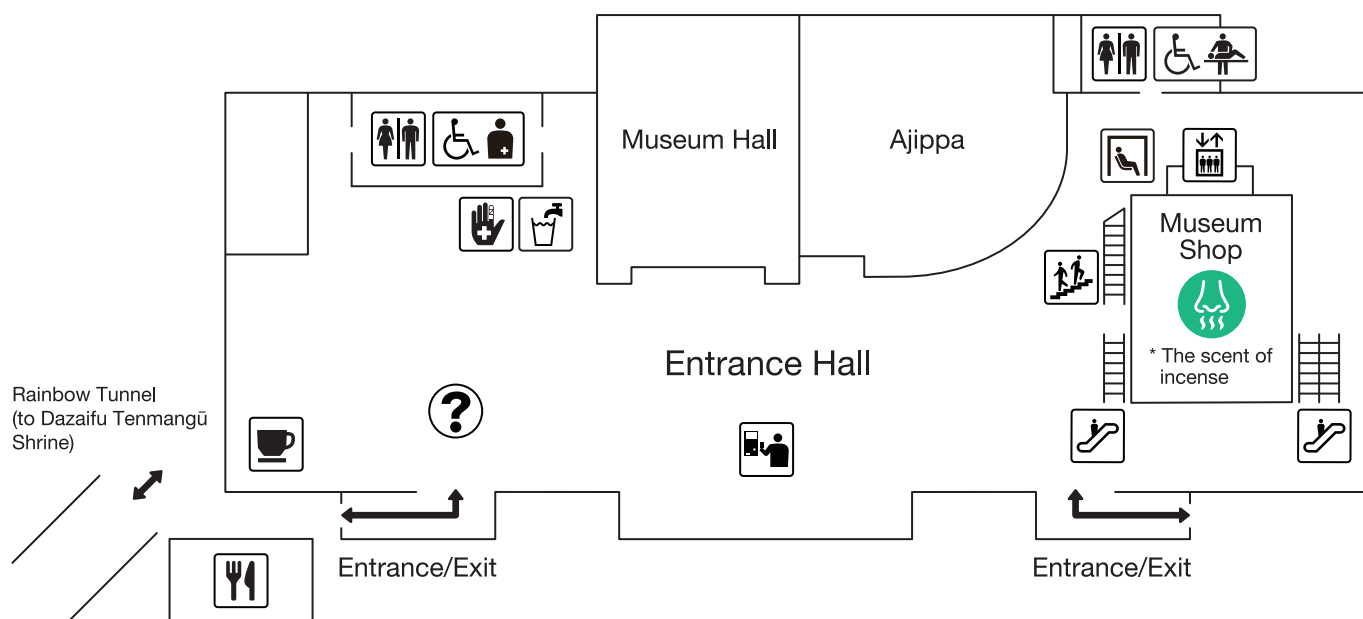 Museum Hall
Ajippa
Museum
Shop
* The scent of
incense
Entrance Hall
Rainbow Tunnel
(to Dazaifu Tenmangū
Shrine)
?
Entrance/Exit
Entrance/Exit